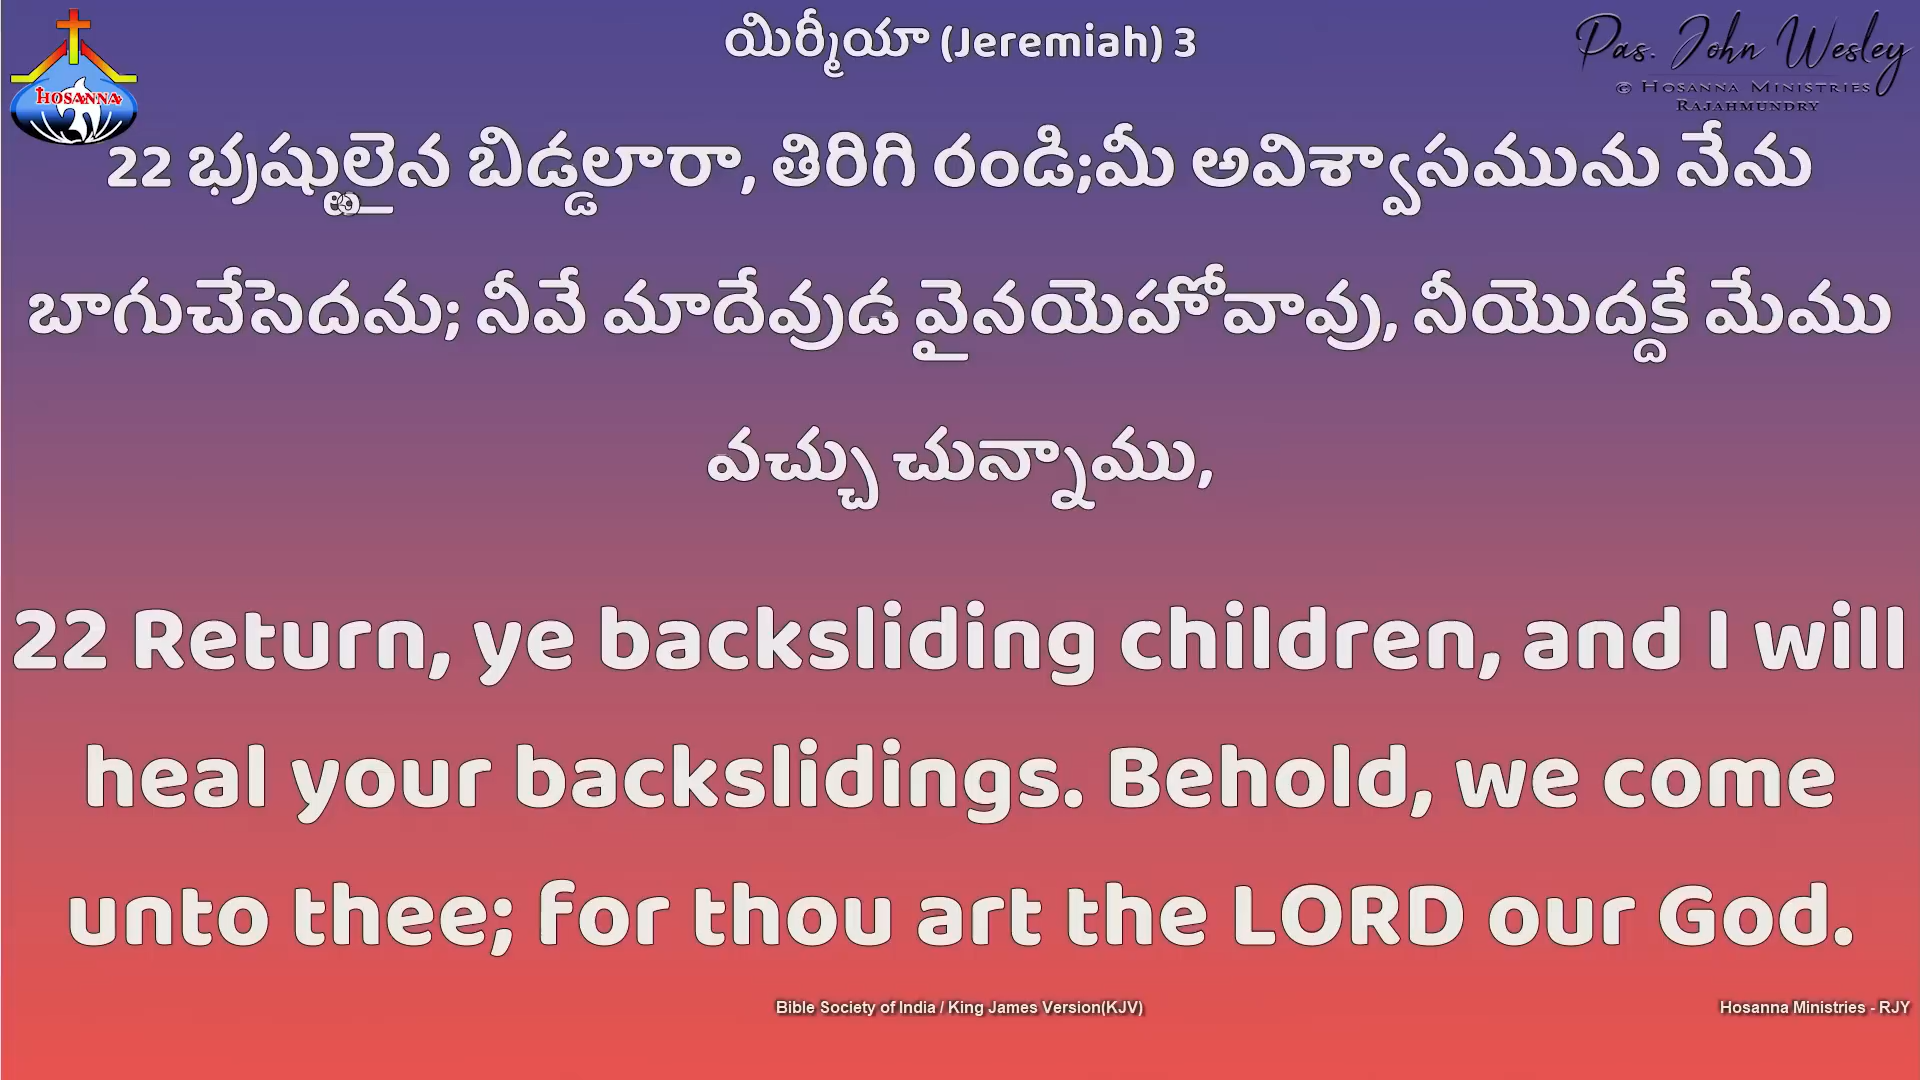 యిర్మీయా (Jeremiah) 3
HOSANNA
Pas. John Wesley
© HOSANNA MINISTRIES
RAJAHMUNDRY
22 భ్రష్టులైన బిడ్డలారా, తిరిగి రండి;మీ అవిశ్వాసమును నేను
బాగుచేసెదను; నీవే మాదేవుడ వైనయెహోవావు, నీయొద్దకే మేము
వచ్చు చున్నాము,
22 Return, ye backsliding children, and I will
heal your backslidings. Behold, we come
unto thee; for thou art the LORD our God.
Bible Society of India / King James Version(KJV)
Hosanna Ministries - RJY